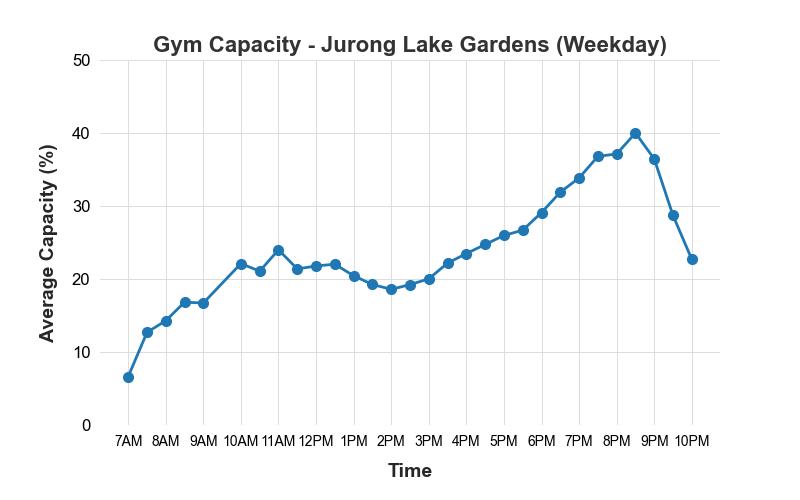 Gym Capacity - Jurong Lake Gardens (Weekday)
50
40
30
20
10
0
Average Capacity (%)
7AM 8AM 9AM 10AM 11AM 12PM 1PM 2PM 3PM 4PM 5PM 6PM 7PM 8PM 9PM 10PM
Time